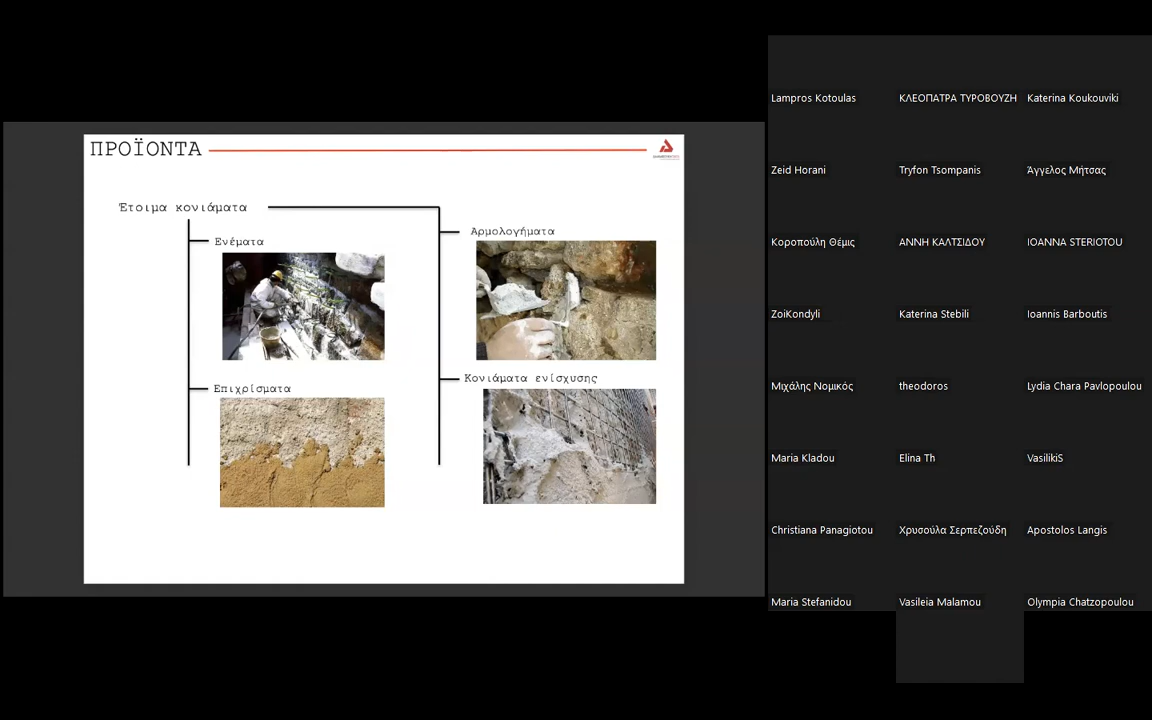 ΠΡΟΪΟΝΤΑ
Έτοιμα κονιάματα
Ενέματα
Αρμολογήματα
Επιχρίσματα
Κονιάματα ενίσχυσης
Lampros Kotoulas
ΚΛΕΟΠΑΤΡΑ ΤΥΡΟΒΟΥΖΗ
Katerina Koukouviki
Zeid Horani
Tryfon Tsompanis
Άγγελος Μήτσας
Κοροπούλη Θέμις
ΑΝΝΗ ΚΑΛΤΣΙΔΟΥ
IOANNA STERIOTOU
ZoiKondyli
Katerina Stebili
Ioannis Barboutis
Μιχάλης Νομικός
theodoros
Lydia Chara Pavlopoulou
Maria Kladou
Elina Th
VasilikiS
Christiana Panagiotou
Χρυσούλα Σερπεζούδη
Apostolos Langis
Maria Stefanidou
Vasileia Malamou
Olympia Chatzopoulou